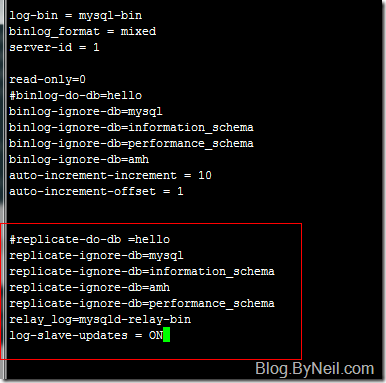 log-bin = mysql-bin
binlog_format = mixed
server-id = 1
read-only=0
#binlog-do-db=hello
binlog-ignore-db=mysql
binlog-ignore-db=information_schema
binlog-ignore-db=performance_schema
binlog-ignore-db=amh
auto-increment-increment = 10
auto-increment-offset = 1
#replicate-do-db =hello
replicate-ignore-db=mysql
replicate-ignore-db=information_schema
replicate-ignore-db=amh
replicate-ignore-db=performance_schema
relay_log=mysqld-relay-bin
log-slave-updates = ON
Blog.ByNeil.com